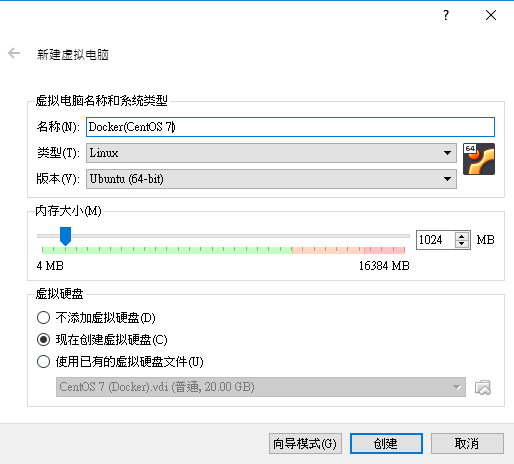 ?
新建虚拟电脑
虚拟电脑名称和系统类型
名称(N): Docker(CentOS 7)
类型(T): Linux
64
版本(V): Ubuntu (64-bit)
内存大小(M)
1024 MB
4 MB 16384 MB
虚拟硬盘
不添加虚拟硬盘(D)
现在创建虚拟硬盘(C)
使用已有的虚拟硬盘文件(U)
CentOS 7 (Docker).vdi (普通, 20.00 GB)
向导模式(G) 创建 取消